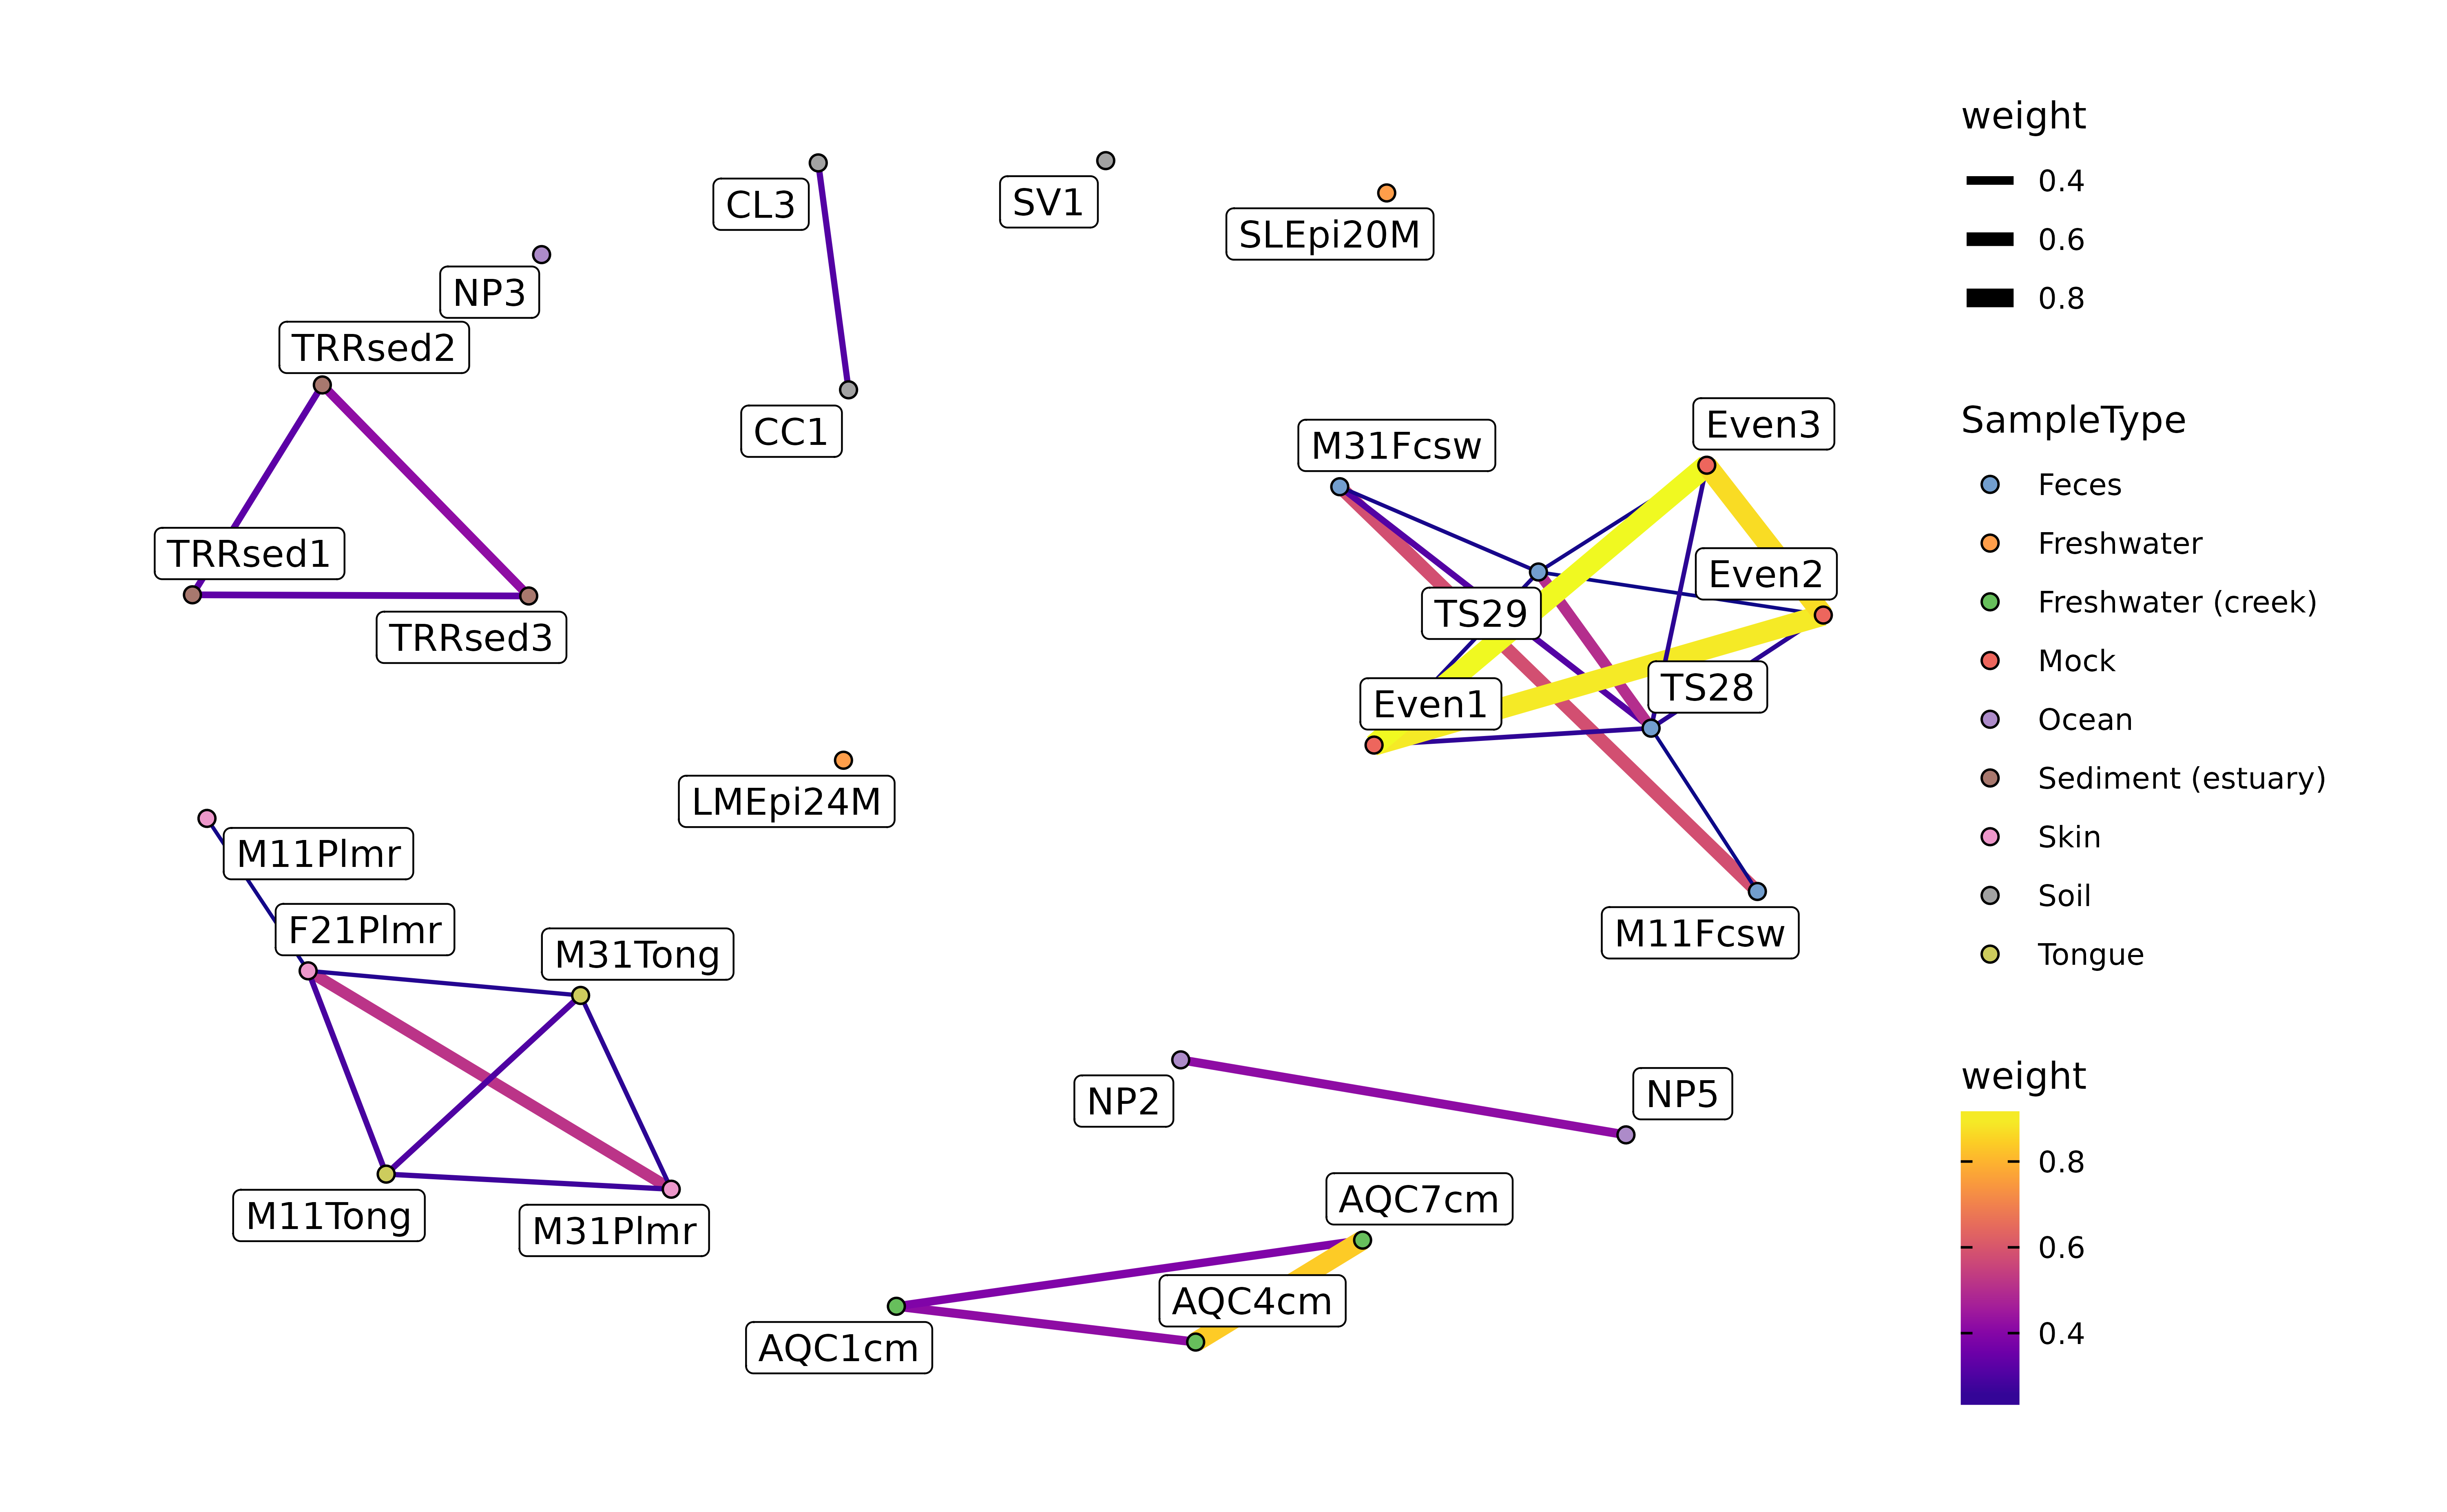 CL3
SV1
SLEpi20M
NP3
TRRsed2
CC1
M31Fcsw
Even3
TRRsed1
Even2
TS29
TRRsed3
TS28
Even1
LMEpi24M
M11Plmr
F21Plmr
M31Tong
M11Fcsw
NP2
NP5
AQC7cm
M11Tong
M31Plmr
AQC4cm
AQC1cm
weight
0.4
0.6
0.8
SampleType
Feces
Freshwater
Freshwater (creek)
Mock
Ocean
Sediment (estuary)
Skin
Soil
Tongue
weight
0.8
0.6
0.4